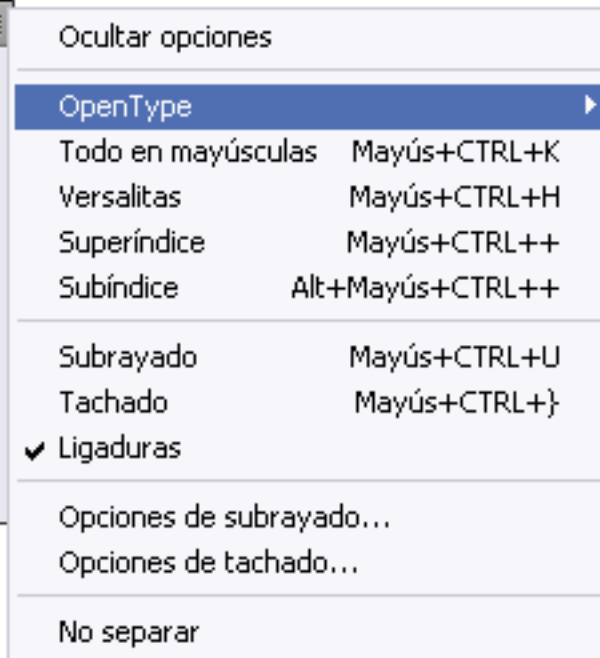 Ocultar opciones
OpenType
Todo en mayúsculas Mayús+CTRL+K
Versalitas Mayús+CTRL+H
Superíndice Mayús+CTRL++
Subíndice Alt+Mayús+CTRL++
Subrayado Mayús+CTRL+U
Tachado Mayús+CTRL+}
Ligaduras
Opciones de subrayado...
Opciones de tachado...
No separar